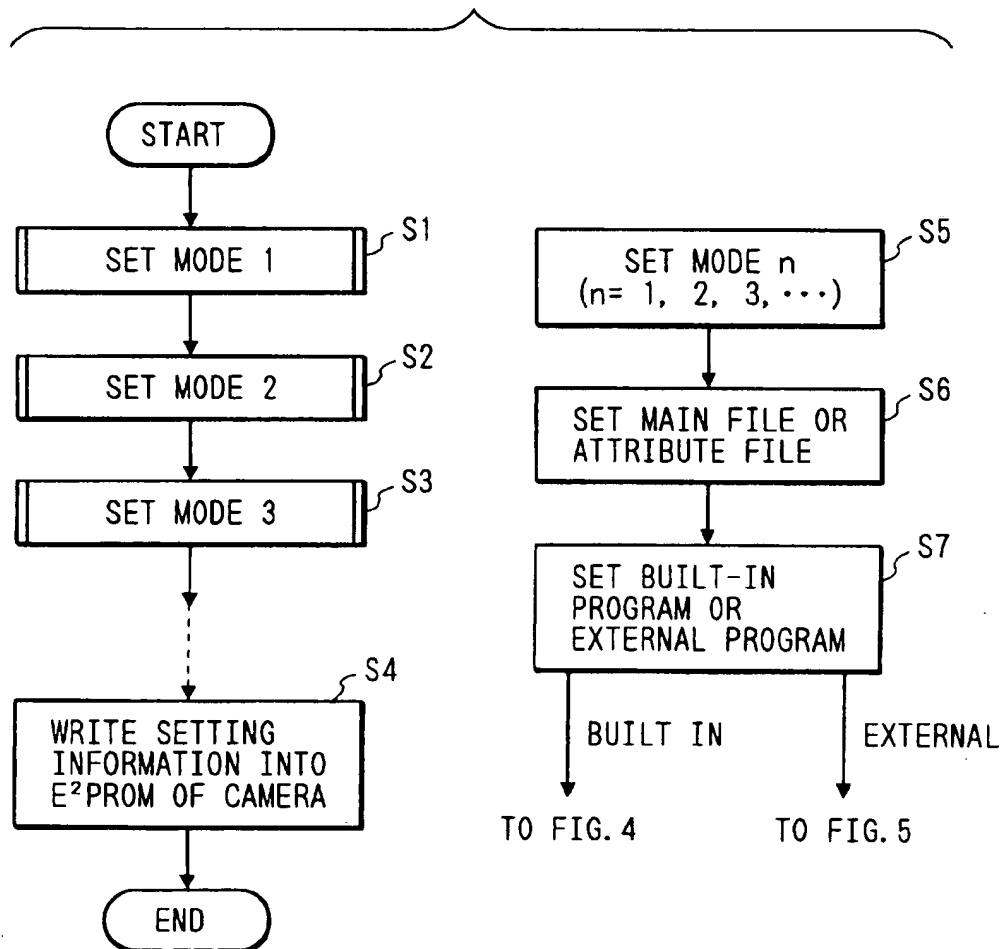 START
S1
SET MODE 1
S2
SET MODE 2
S3
SET MODE 3
S4
WRITE SETTING
INFORMATION INTO
E²PROM OF CAMERA
END
S5
SET MODE n
(n= 1, 2, 3, ···)
S6
SET MAIN FILE OR
ATTRIBUTE FILE
S7
SET BUILT-IN
PROGRAM OR
EXTERNAL PROGRAM
BUILT IN
EXTERNAL
TO FIG. 4
TO FIG. 5